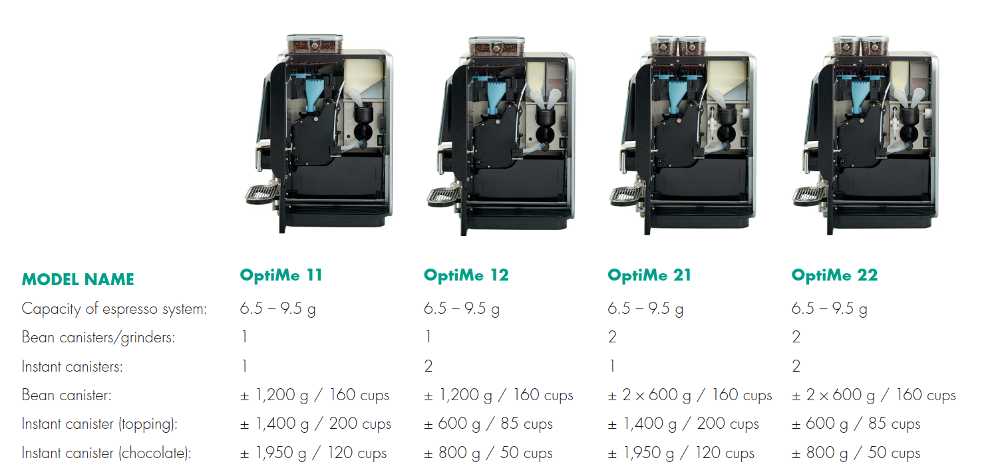 MODEL NAME OptiMe 11 OptiMe 12 OptiMe 21 OptiMe 22
Capacity of espresso system: 6.5 – 9.5 g 6.5 – 9.5 g 6.5 – 9.5 g 6.5 – 9.5 g
Bean canisters/grinders: 1 1 2 2
Instant canisters: 1 2 1 2
Bean canister: ± 1,200 g / 160 cups ± 1,200 g / 160 cups ± 2 × 600 g / 160 cups ± 2 × 600 g / 160 cups
Instant canister (topping): ± 1,400 g / 200 cups ± 600 g / 85 cups ± 1,400 g / 200 cups ± 600 g / 85 cups
Instant canister (chocolate): ± 1,950 g / 120 cups ± 800 g / 50 cups ± 1,950 g / 120 cups ± 800 g / 50 cups